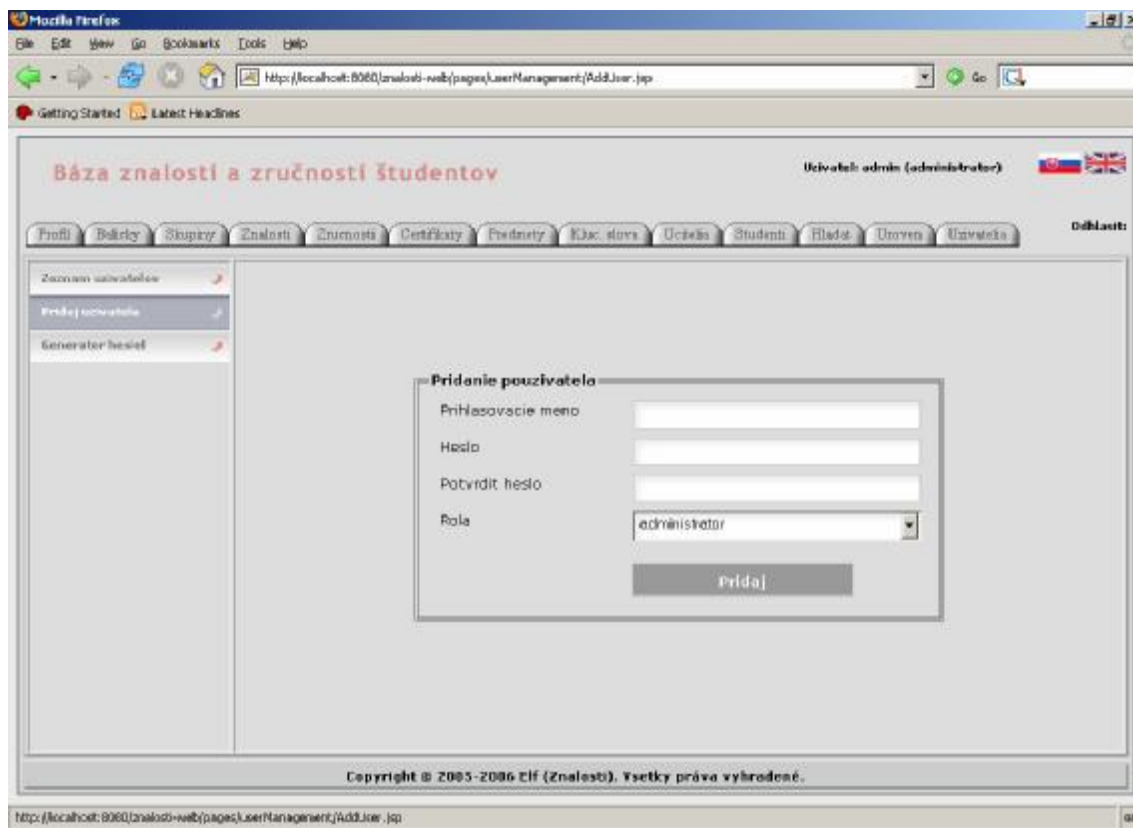 Mozilla Firefox
File Edit View Go Bookmarks Tools Help
http://localhost:8080/znalosti-web/pages/userManagement/AddUser.jsp Go
Getting Started Latest Headlines
Báza znalostí a zručností študentov
Uzivatel: admin (administrator)
Profil Balicky Skupiny Znalosti Zrucnosti Certifikaty Predmety Kluc. slova Ucitelia Studenti Hladat Uroven Uzivatelia
Odhlasit:
Zoznam uzivatelov
Pridaj uzivatela
Generator hesiel
Pridanie pouzivatela
Prihlasovacie meno
Heslo
Potvrdit heslo
Rola administrator
Pridaj
Copyright © 2005-2006 Elf (Znalosti). Vsetky práva vyhradené.
http://localhost:8080/znalosti-web/pages/userManagement/AddUser.jsp